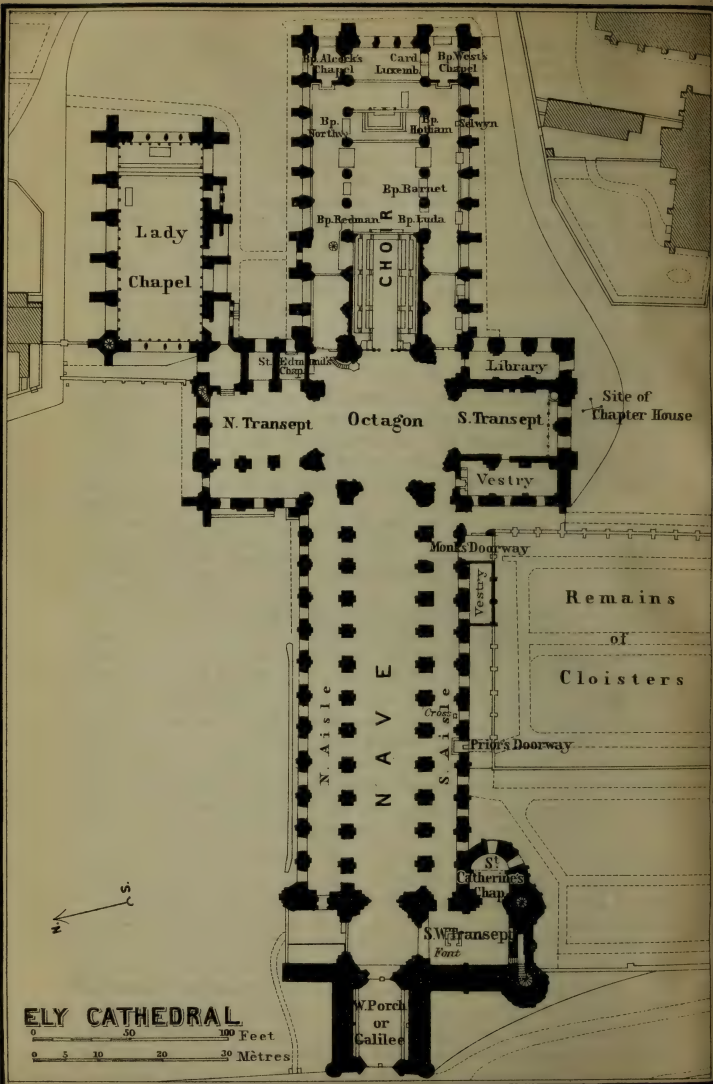 Bp. Alcock's
Chapel
Card.
Luxemb.
Bp. West's
Chapel
Bp.
North
Bp.
Hotham
Selwyn
Bp. Barnet
Bp. Redman
Bp. Luda
CHOIR
Lady
Chapel
St. Edmund's
Chap.
Library
N. Transept
Octagon
S. Transept
Site of
Chapter House
Vestry
Monks' Doorway
Vestry
Remains
of
Cloisters
N. Aisle
NAVE
S. Aisle
Cross
Prior's Doorway
St.
Catherine's
Chap.
S.W. Transept
Font
W. Porch
or
Galilee
N.
S.
ELY CATHEDRAL
0 50 100 Feet
0 5 10 20 30 Mètres